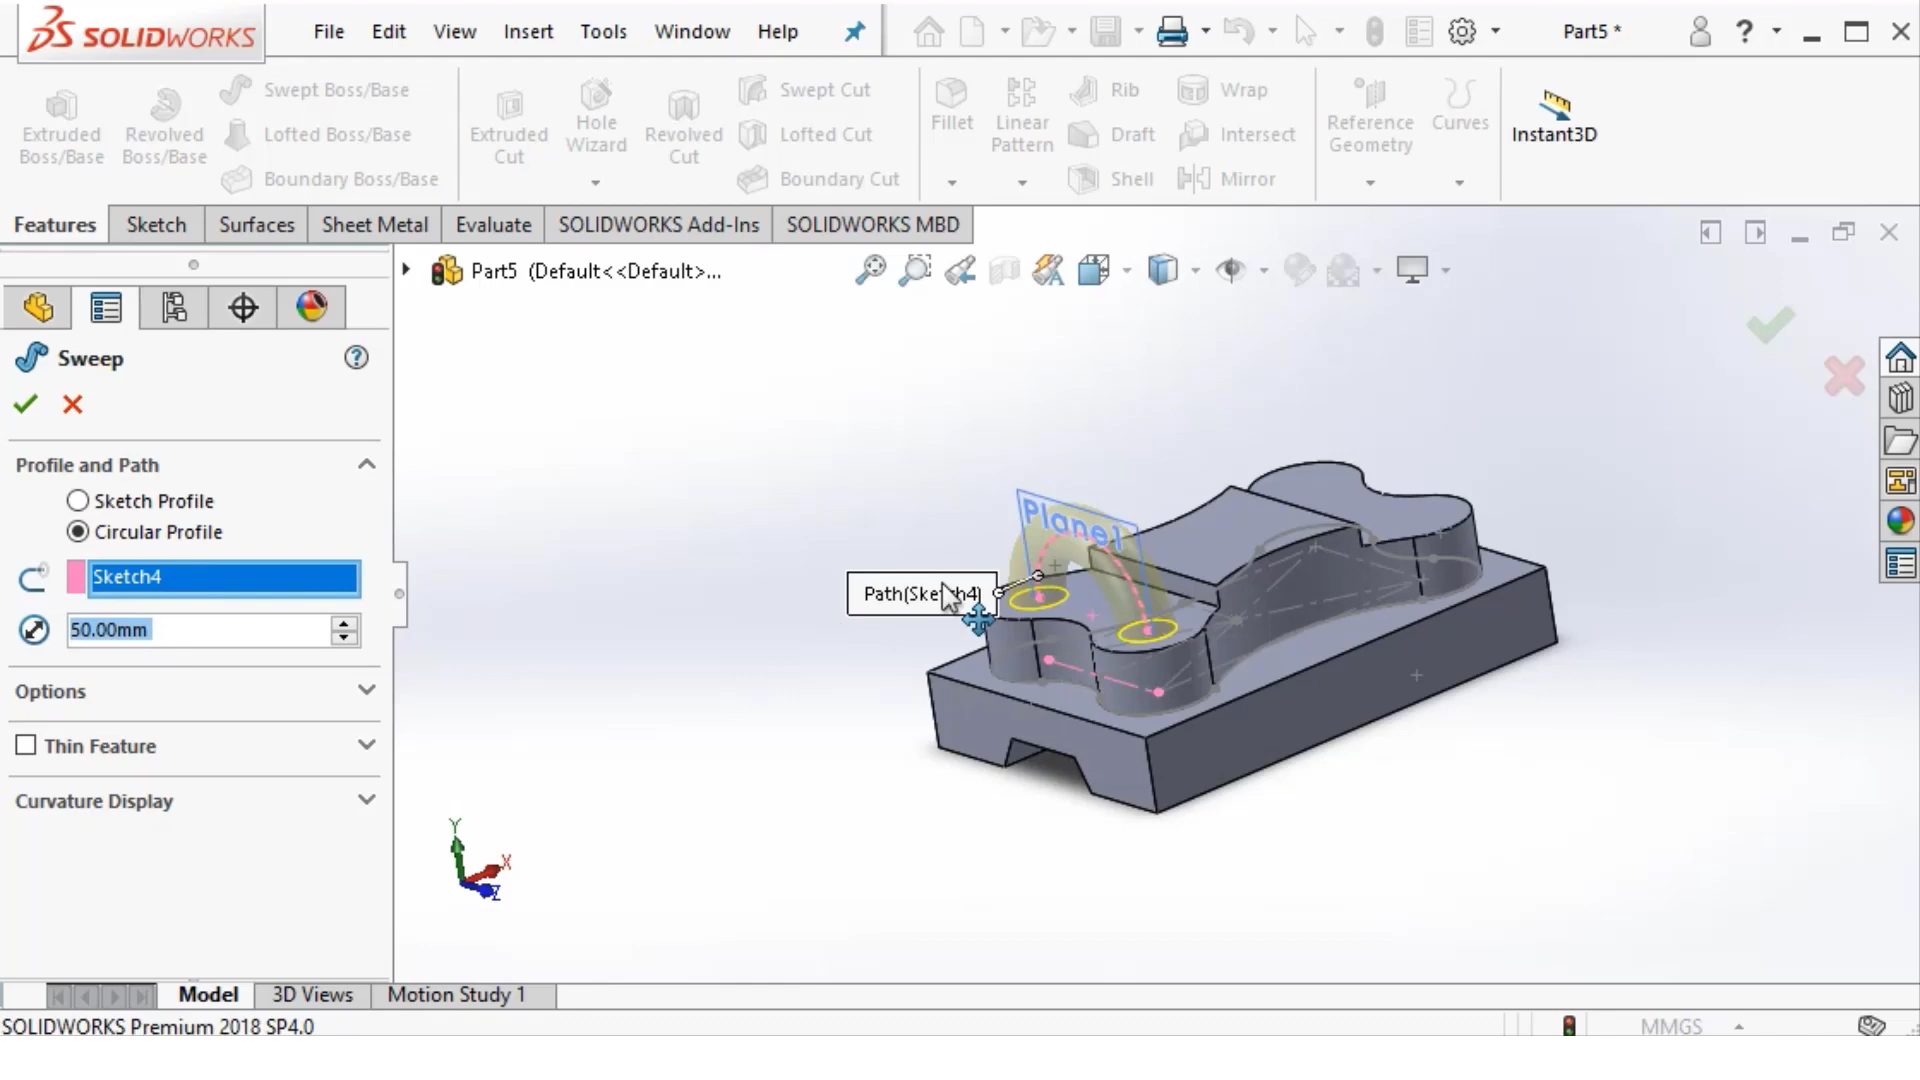 SOLIDWORKS
File Edit View Insert Tools Window Help
Part5 *
?
Extruded Boss/Base
Revolved Boss/Base
Swept Boss/Base
Lofted Boss/Base
Boundary Boss/Base
Extruded Cut
Hole Wizard
Revolved Cut
Swept Cut
Lofted Cut
Boundary Cut
Fillet
Linear Pattern
Rib
Draft
Shell
Wrap
Intersect
Mirror
Reference Geometry
Curves
Instant3D
Features Sketch Surfaces Sheet Metal Evaluate SOLIDWORKS Add-Ins SOLIDWORKS MBD
Part5 (Default<<Default>...
Sweep
?
Profile and Path
Sketch Profile
Circular Profile
Sketch4
50.00mm
Options
Thin Feature
Curvature Display
Plane1
Path(Sketch4)
Y
X
Z
Model 3D Views Motion Study 1
SOLIDWORKS Premium 2018 SP4.0
MMGS